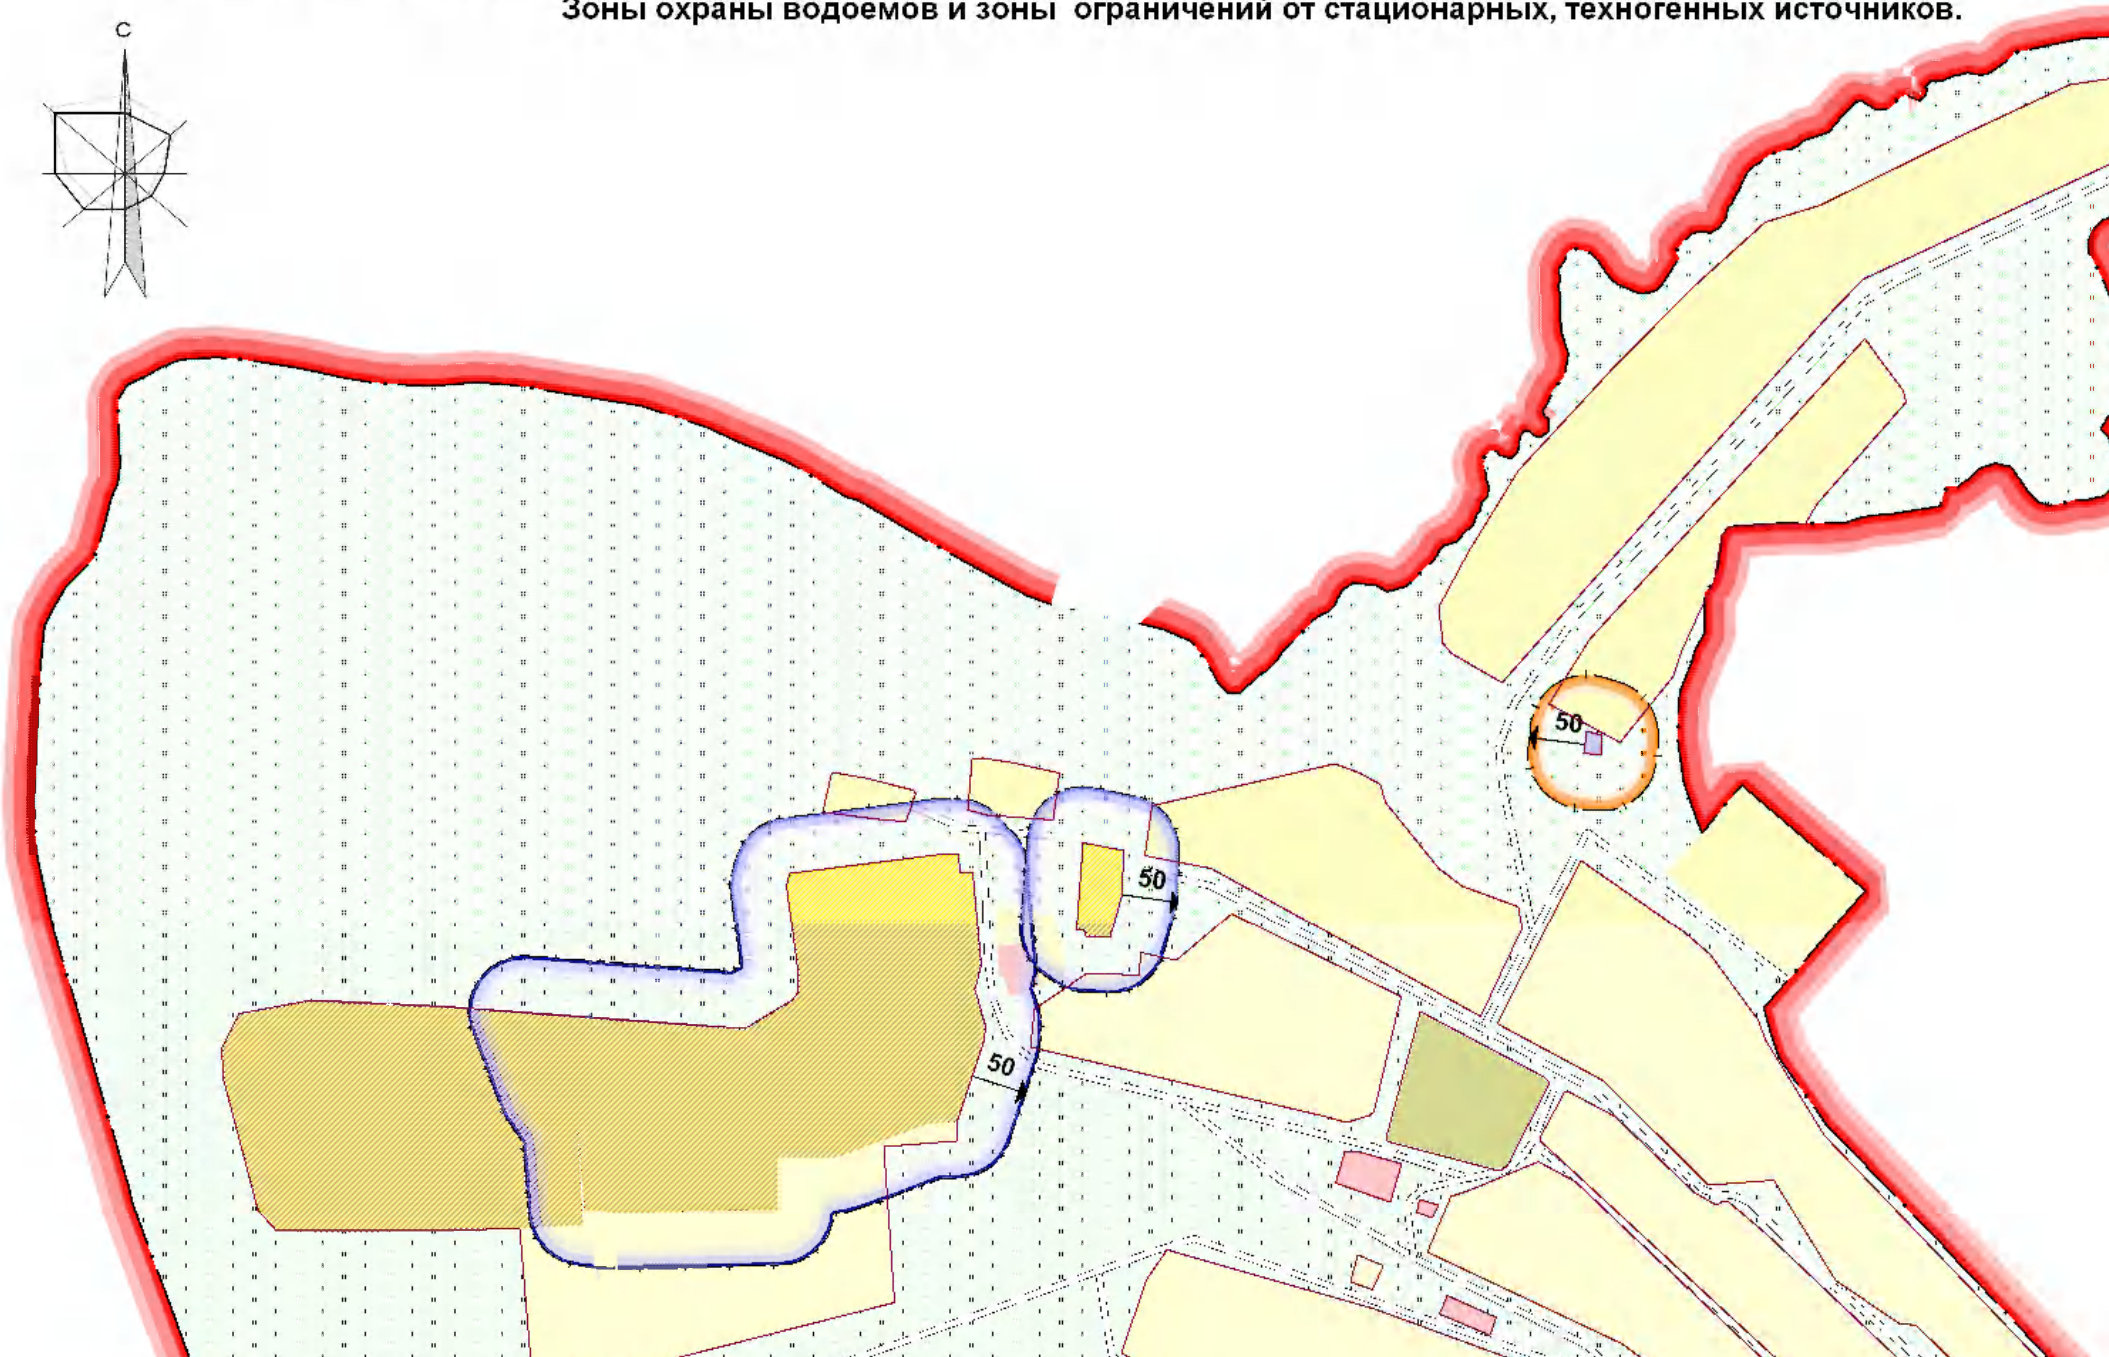 Зоны охраны водоемов и зоны ограничений от стационарных, техногенных источников.
С
50
50
50